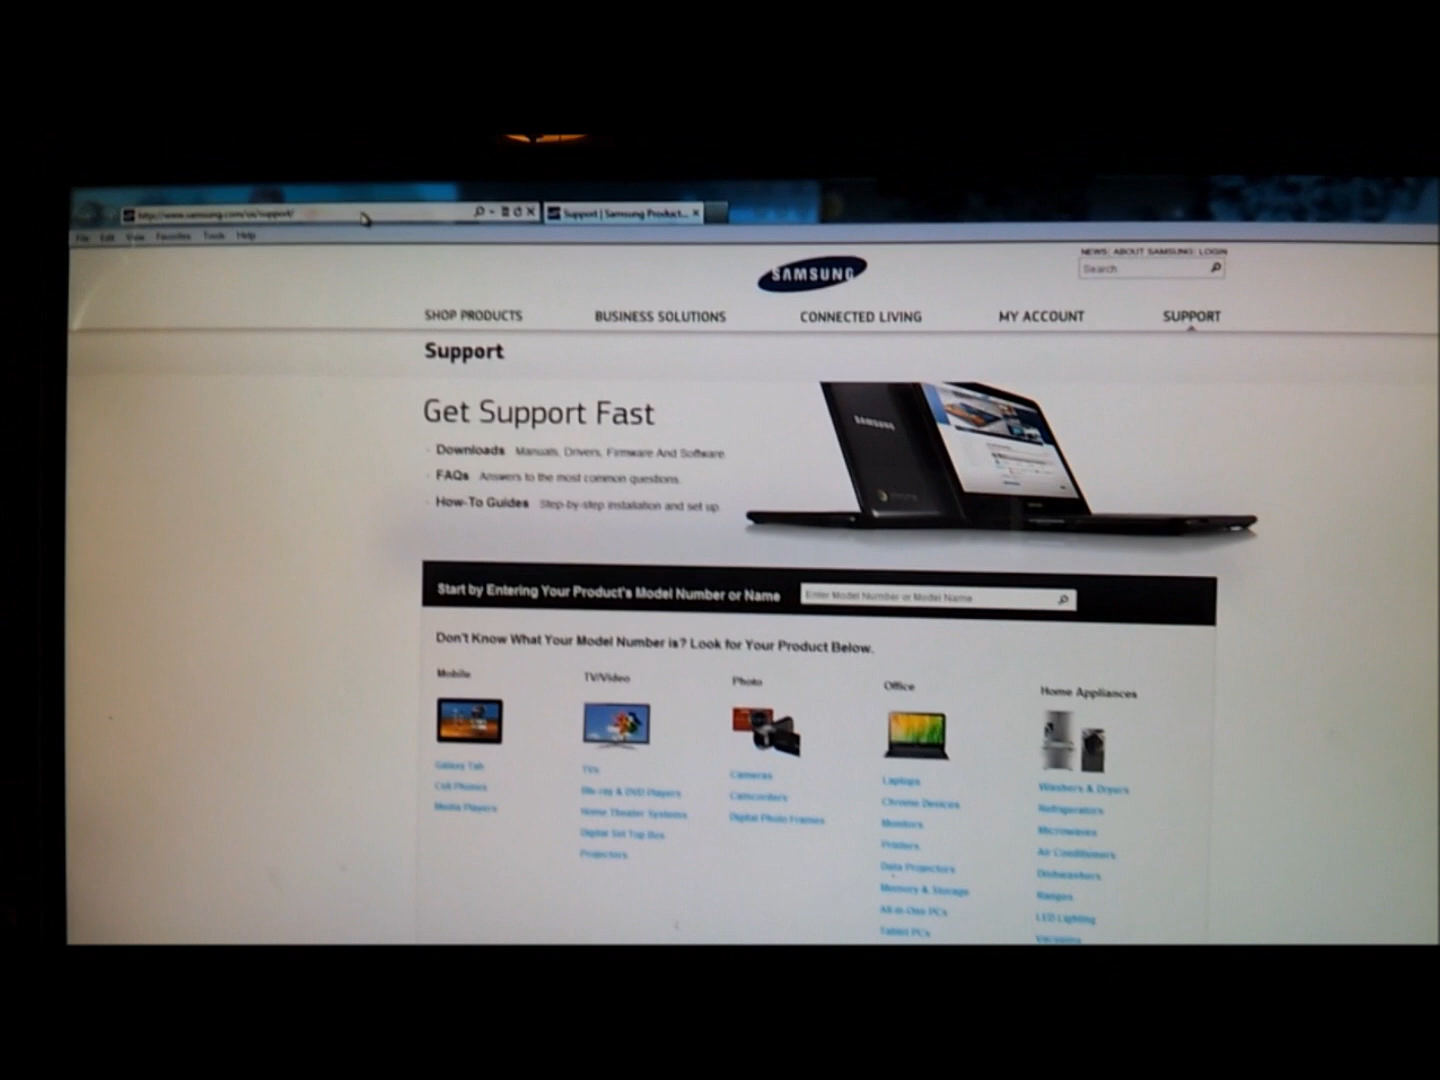 http://www.samsung.com/us/support/
Support | Samsung Product...
File Edit View Favorites Tools Help
NEWS ABOUT SAMSUNG LOGIN
SAMSUNG
Search
SHOP PRODUCTS BUSINESS SOLUTIONS CONNECTED LIVING MY ACCOUNT SUPPORT
Support
Get Support Fast
Downloads Manuals, Drivers, Firmware And Software
FAQs Answers to the most common questions.
How-To Guides Step-by-step installation and set up.
SAMSUNG
Start by Entering Your Product's Model Number or Name
Enter Model Number or Model Name
Don't Know What Your Model Number is? Look for Your Product Below.
Mobile
Galaxy Tab
Cell Phones
Media Players
TV/Video
TVs
Blu-ray & DVD Players
Home Theater Systems
Digital Set Top Box
Projectors
Photo
Cameras
Camcorders
Digital Photo Frames
Office
Laptops
Chrome Devices
Monitors
Printers
Data Projectors
Memory & Storage
All-in-One PCs
Tablet PCs
Home Appliances
Washers & Dryers
Refrigerators
Microwaves
Air Conditioners
Dishwashers
Ranges
LED Lighting
Vacuums